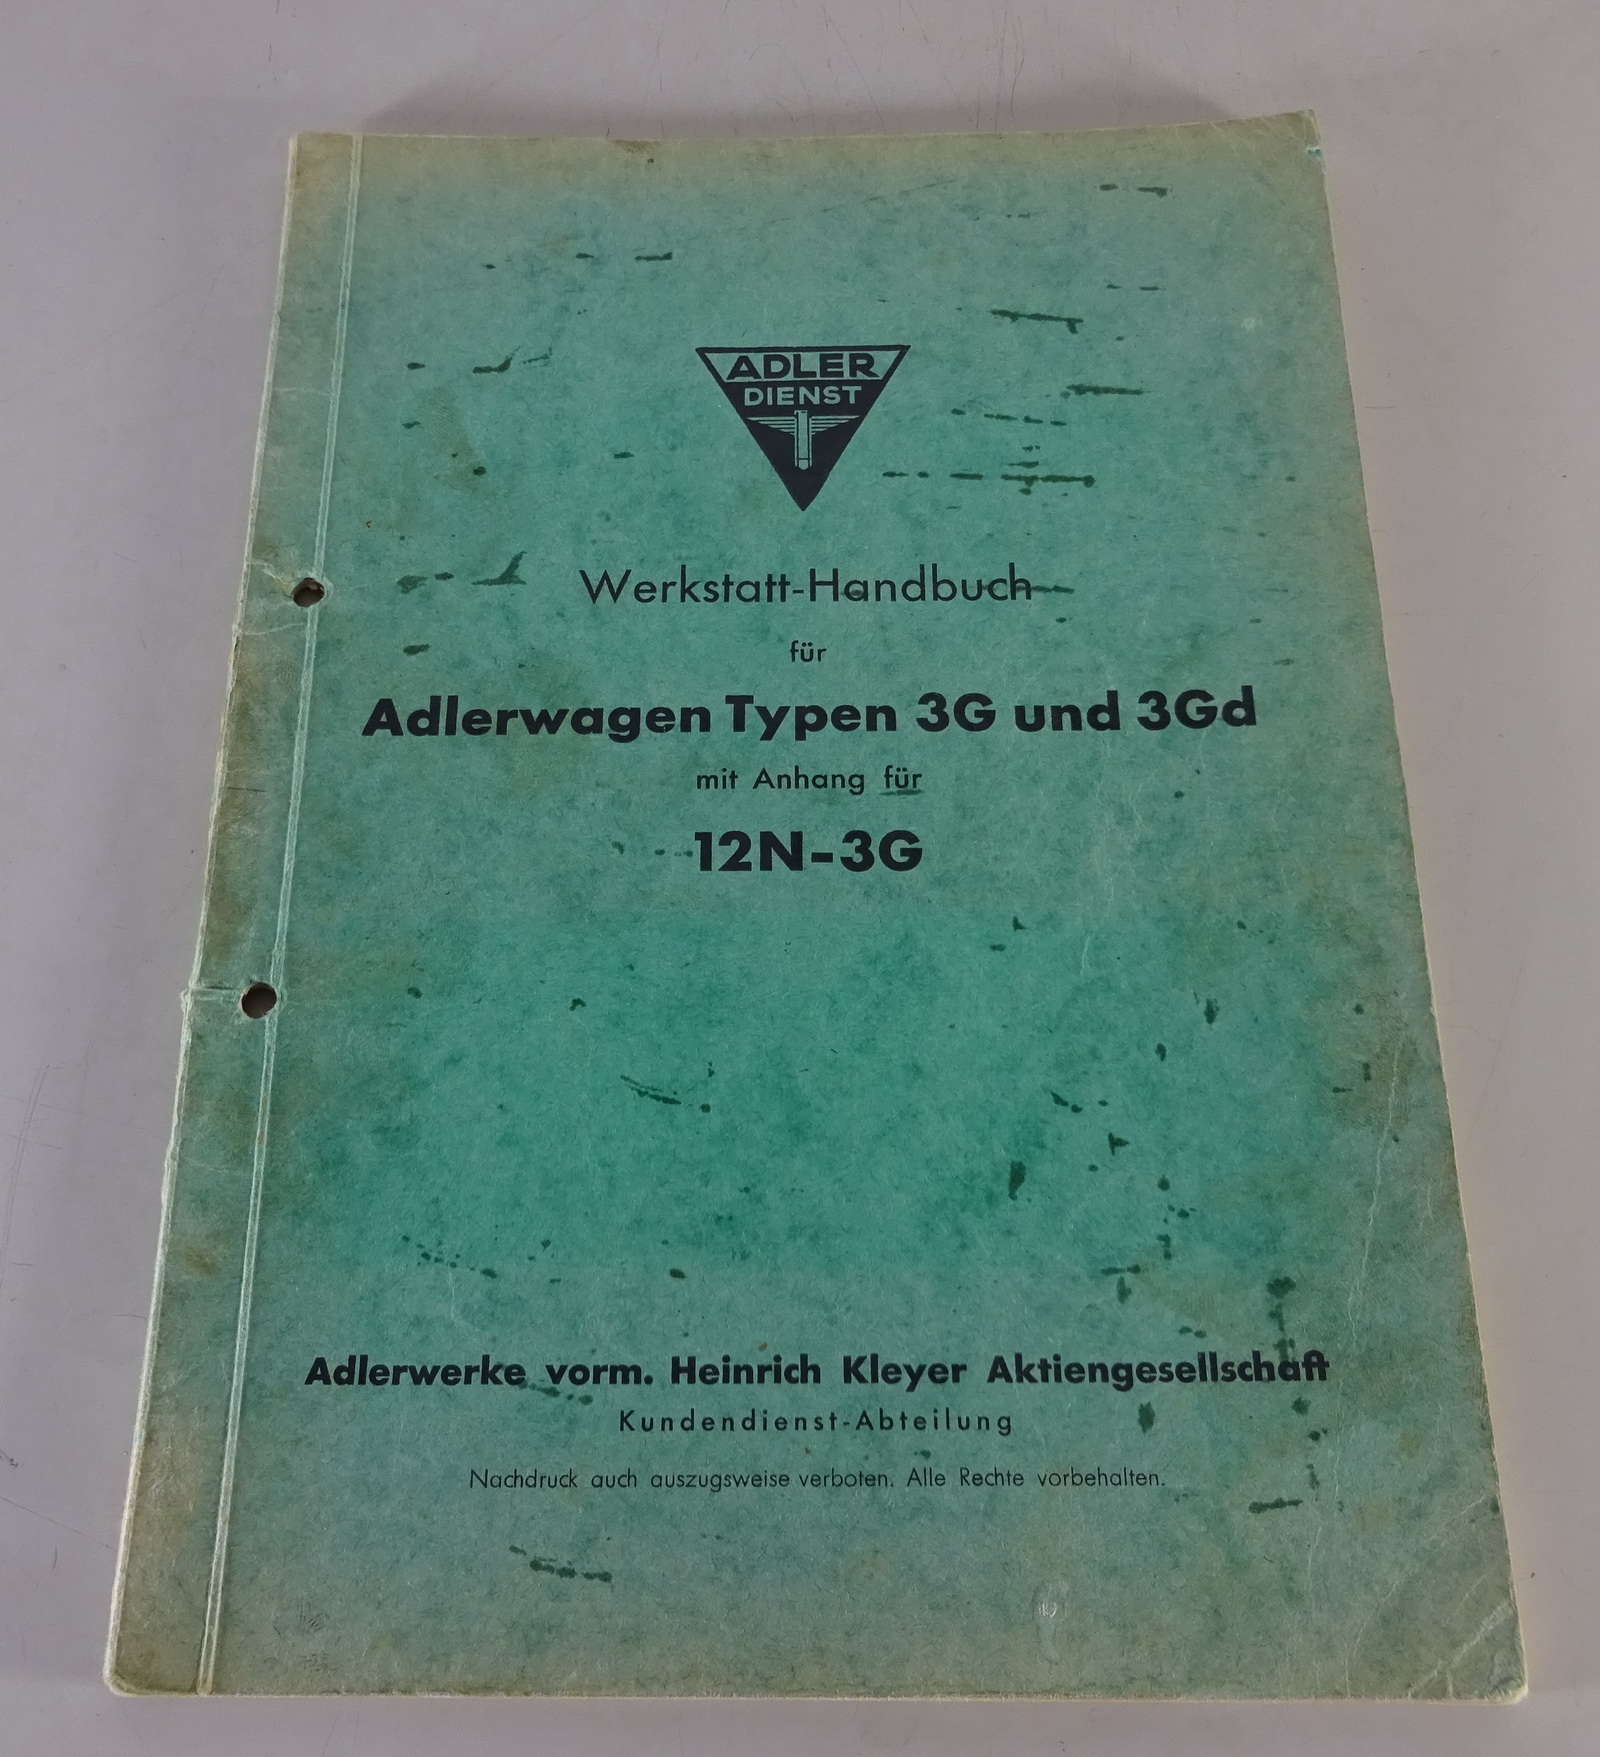 ADLER
DIENST
Werkstatt-Handbuch
für
Adlerwagen Typen 3G und 3Gd
mit Anhang für
12N-3G
Adlerwerke vorm. Heinrich Kleyer Aktiengesellschaft
Kundendienst-Abteilung
Nachdruck auch auszugsweise verboten. Alle Rechte vorbehalten.